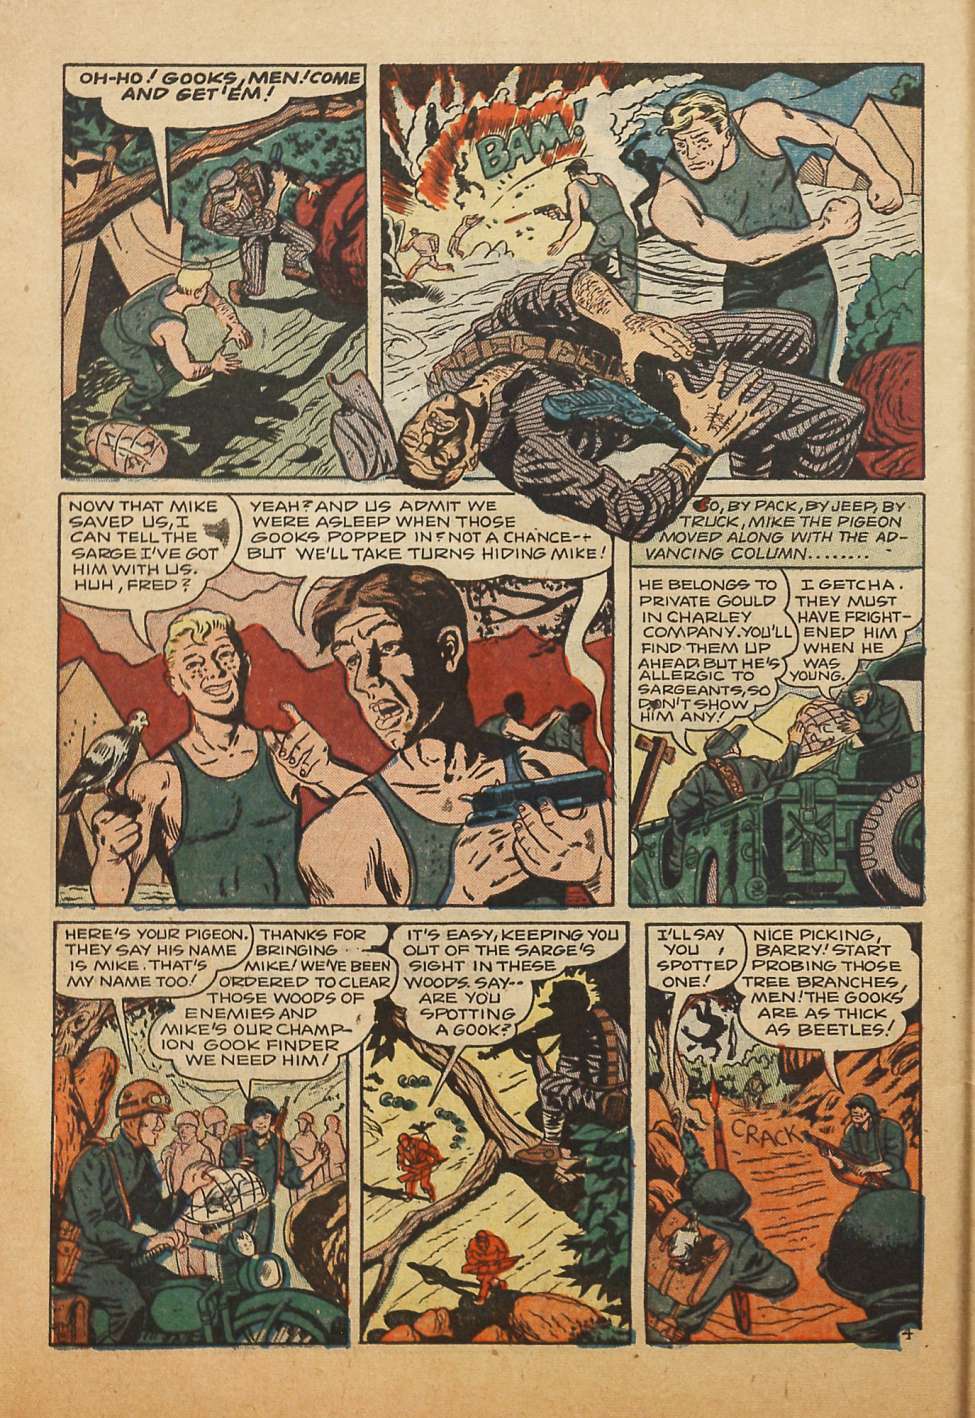 OH-HO! GOOKS, MEN! COME
AND GET 'EM!
BAM!
NOW THAT MIKE
SAVED US, I
CAN TELL THE
SARGE I'VE GOT
HIM WITH US.
HUH, FRED?
YEAH? AND US ADMIT WE
WERE ASLEEP WHEN THOSE
GOOKS POPPED IN? NOT A CHANCE--
BUT WE'LL TAKE TURNS HIDING MIKE!
SO, BY PACK, BY JEEP, BY
TRUCK, MIKE THE PIGEON
MOVED ALONG WITH THE AD-
VANCING COLUMN........
HE BELONGS TO
PRIVATE GOULD
IN CHARLEY
COMPANY. YOU'LL
FIND THEM UP
AHEAD. BUT HE'S
ALLERGIC TO
SARGEANTS, SO
DON'T SHOW
HIM ANY!
I GETCHA.
THEY MUST
HAVE FRIGHT-
ENED HIM
WHEN HE
WAS
YOUNG.
HERE'S YOUR PIGEON.
THEY SAY HIS NAME
IS MIKE. THAT'S
MY NAME TOO!
THANKS FOR
BRINGING
MIKE! WE'VE BEEN
ORDERED TO CLEAR
THOSE WOODS OF
ENEMIES AND
MIKE'S OUR CHAMP-
ION GOOK FINDER
WE NEED HIM!
IT'S EASY, KEEPING YOU
OUT OF THE SARGE'S
SIGHT IN THESE
WOODS. SAY--
ARE YOU
SPOTTING
A GOOK?
I'LL SAY
YOU
SPOTTED
ONE!
NICE PICKING,
BARRY! START
PROBING THOSE
TREE BRANCHES,
MEN! THE GOOKS
ARE AS THICK
AS BEETLES!
CRACK
4